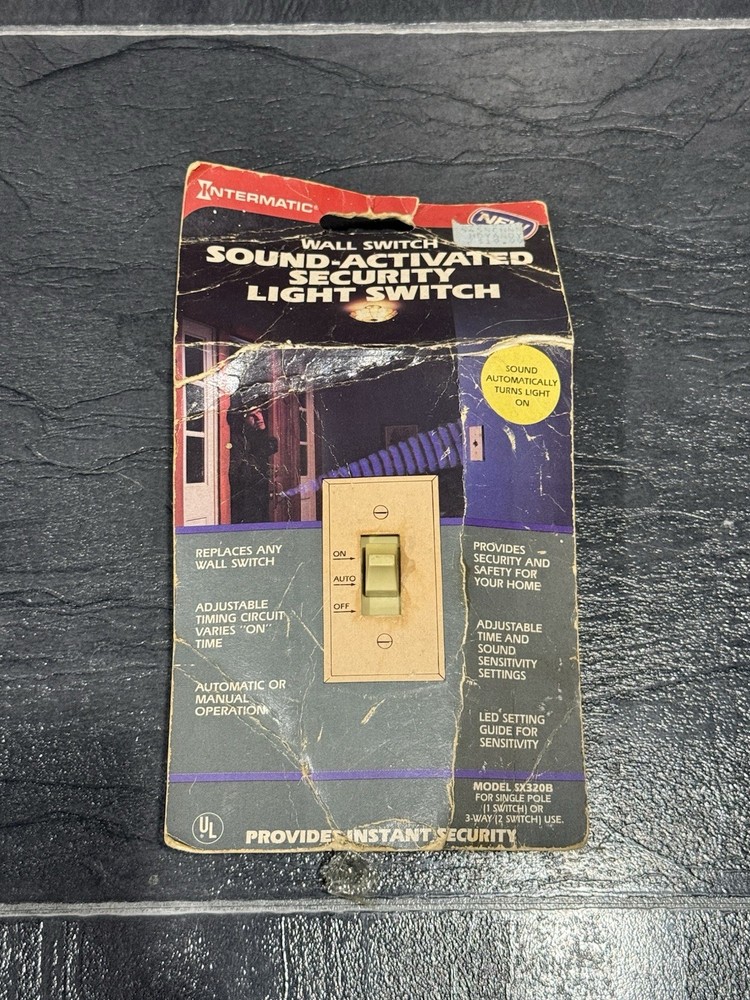 INTERMATIC®
NEW!
WALL SWITCH
SOUND-ACTIVATED
SECURITY
LIGHT SWITCH
SOUND
AUTOMATICALLY
TURNS LIGHT
ON
REPLACES ANY
WALL SWITCH
ADJUSTABLE
TIMING CIRCUIT
VARIES "ON"
TIME
AUTOMATIC OR
MANUAL
OPERATION
ON
AUTO
OFF
PROVIDES
SECURITY AND
SAFETY FOR
YOUR HOME
ADJUSTABLE
TIME AND
SOUND
SENSITIVITY
SETTINGS
LED SETTING
GUIDE FOR
SENSITIVITY
MODEL SX320B
FOR SINGLE POLE
(1 SWITCH) OR
3-WAY (2 SWITCH) USE.
UL
PROVIDES INSTANT SECURITY